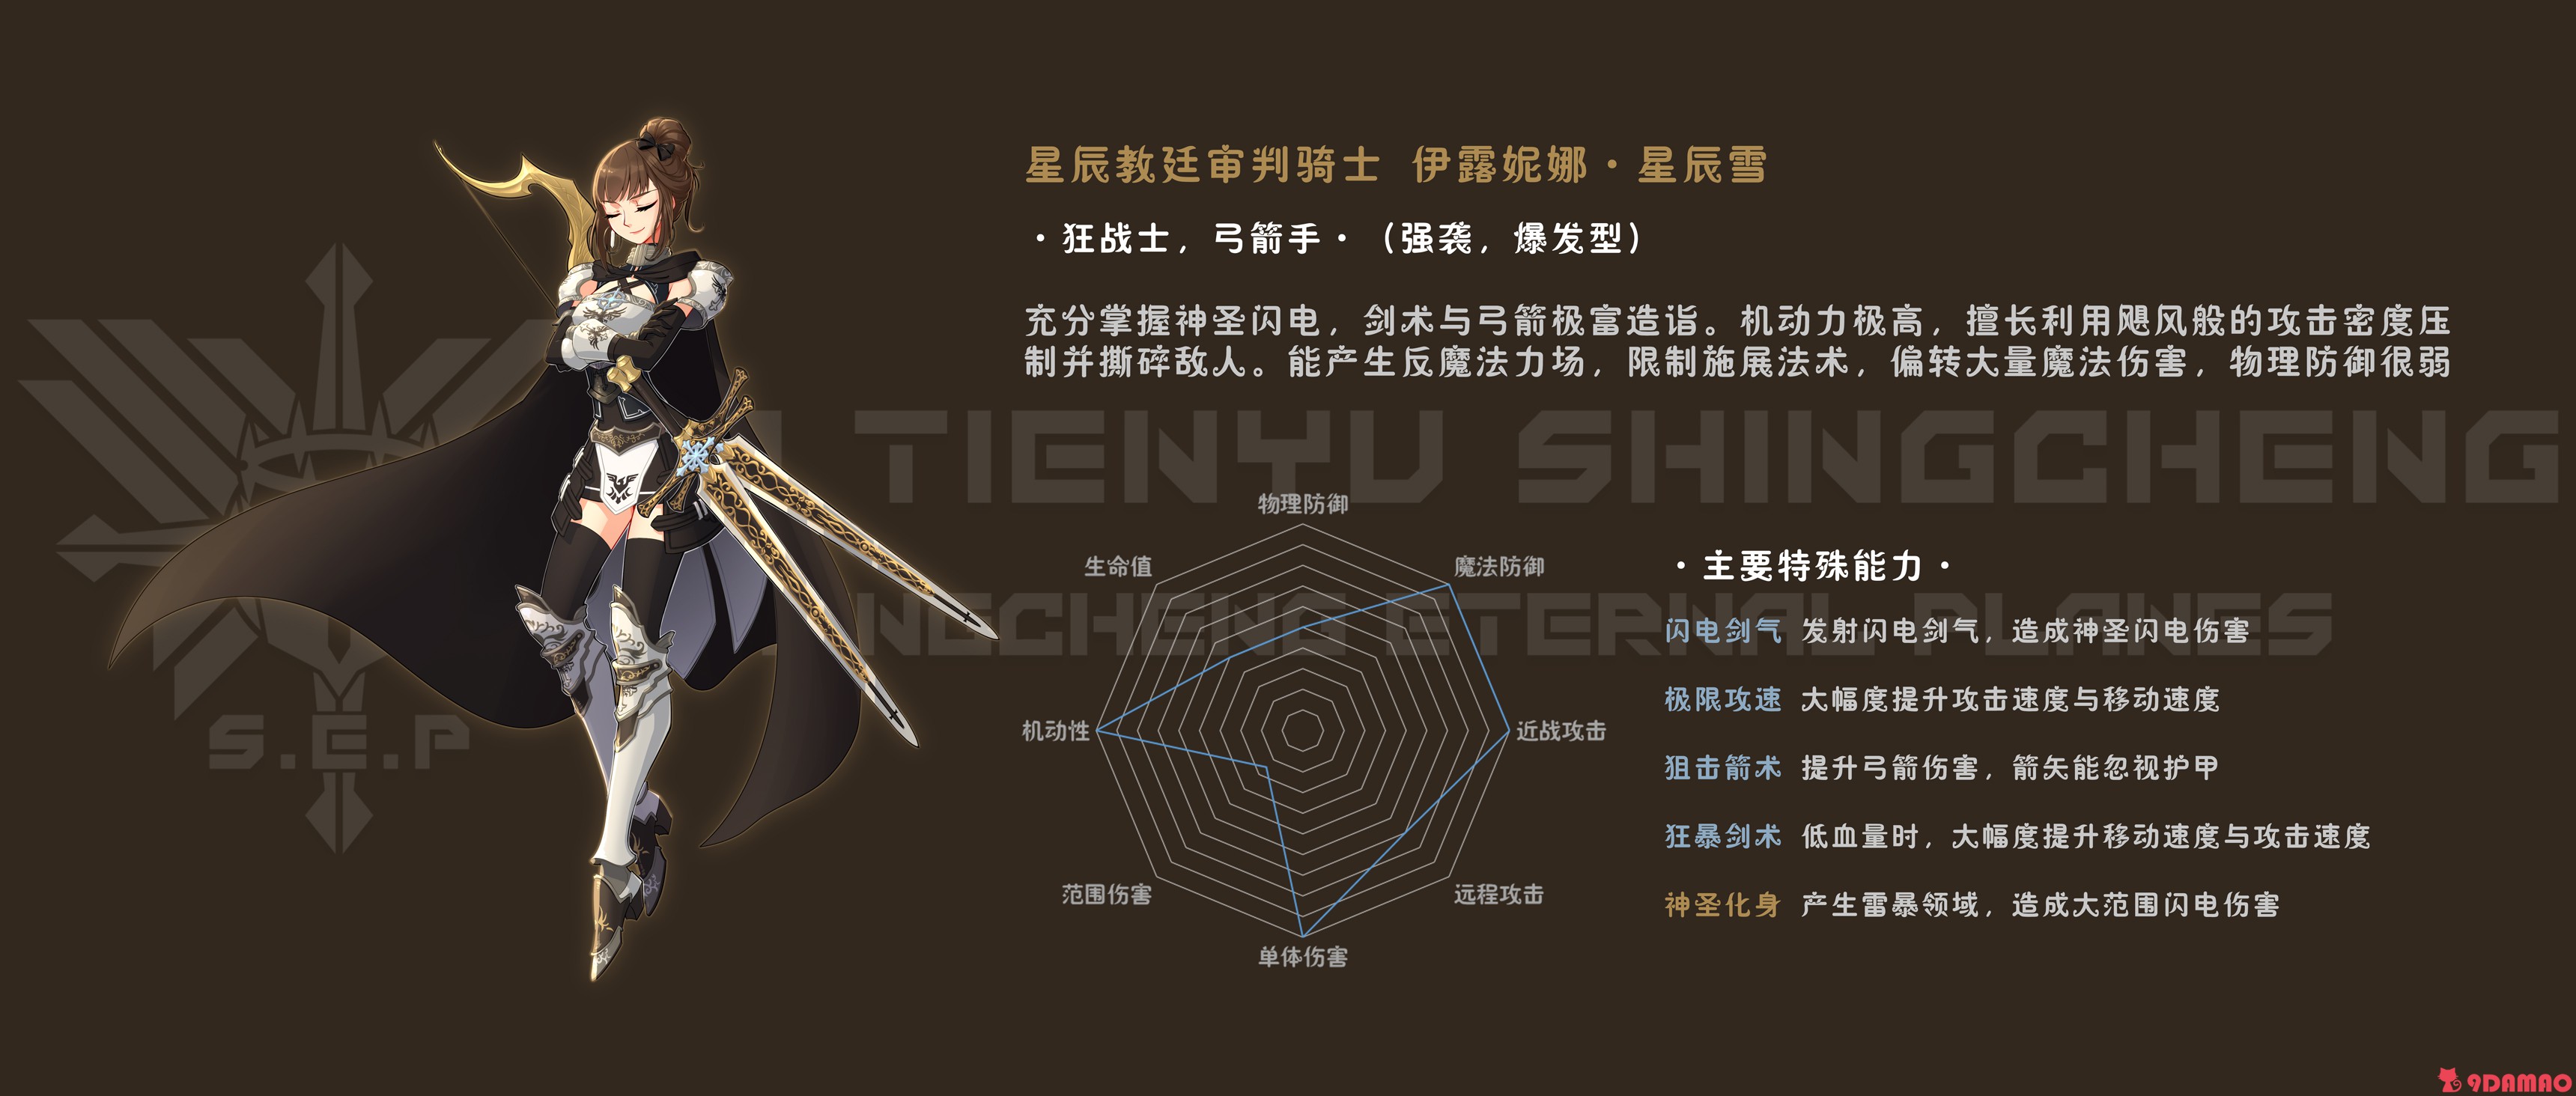 星辰教廷审判骑士 伊露妮娜·星辰雪
·狂战士，弓箭手·（强袭，爆发型）
充分掌握神圣闪电，剑术与弓箭极富造诣。机动力极高，擅长利用飓风般的攻击密度压
制并撕碎敌人。能产生反魔法力场，限制施展法术，偏转大量魔法伤害，物理防御很弱
TIENYU SHINGCHENG
NGCHENG ETERNAL PLANES
S.E.P
物理防御
魔法防御
近战攻击
远程攻击
单体伤害
范围伤害
机动性
生命值
·主要特殊能力·
闪电剑气 发射闪电剑气，造成神圣闪电伤害
极限攻速 大幅度提升攻击速度与移动速度
狙击箭术 提升弓箭伤害，箭矢能忽视护甲
狂暴剑术 低血量时，大幅度提升移动速度与攻击速度
神圣化身 产生雷暴领域，造成大范围闪电伤害
9DAMAO